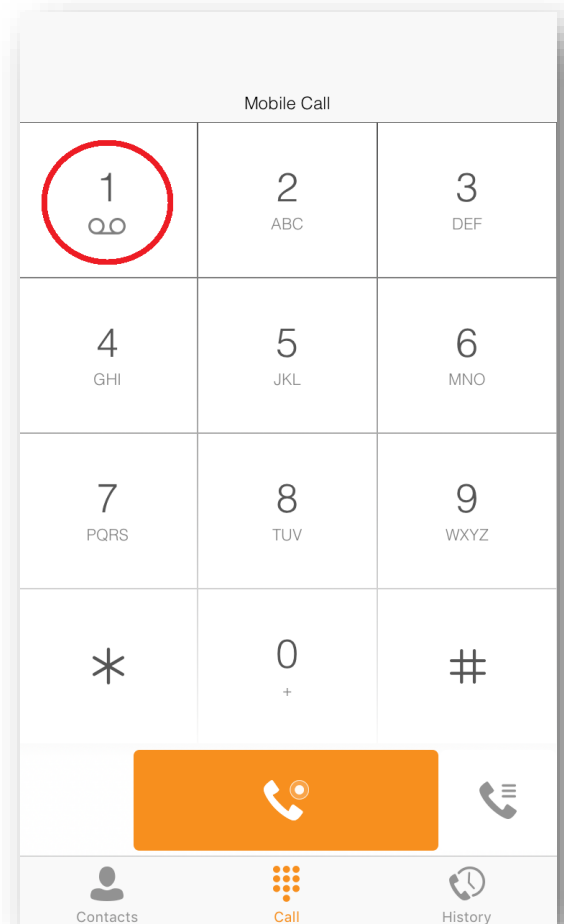 Mobile Call
1 2 3
ABC DEF
4 5 6
GHI JKL MNO
7 8 9
PQRS TUV WXYZ
* 0 #
+
Contacts Call History